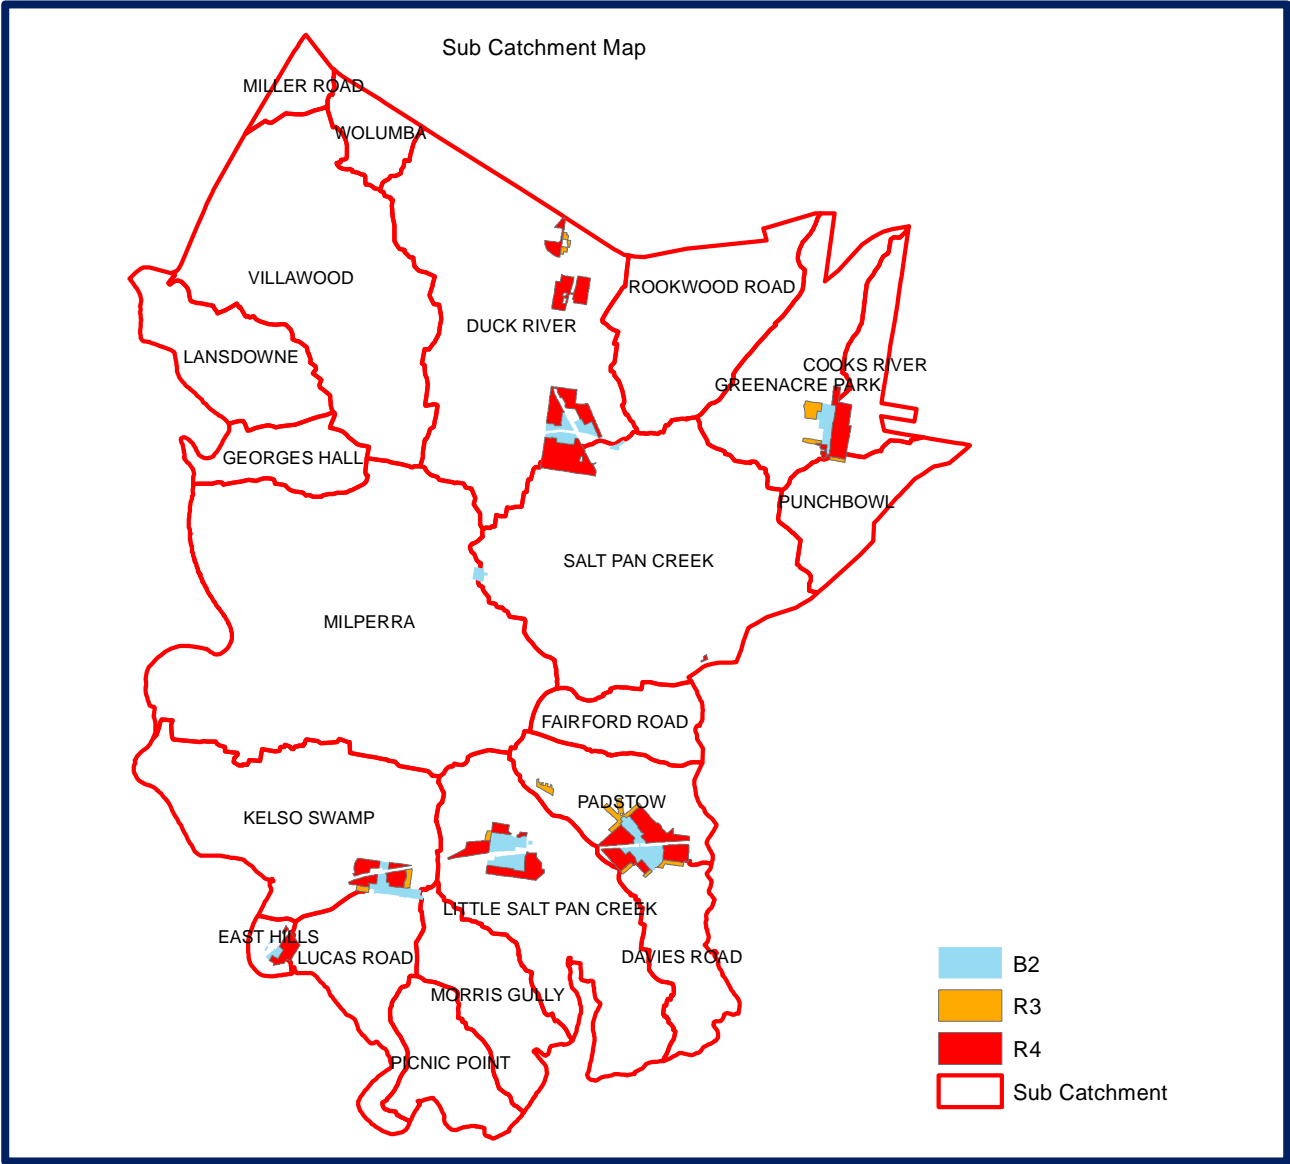 Sub Catchment Map
MILLER ROAD
WOLUMBA
VILLAWOOD
ROOKWOOD ROAD
DUCK RIVER
LANSDOWNE
COOKS RIVER
GREENACRE PARK
GEORGES HALL
PUNCHBOWL
SALT PAN CREEK
MILPERRA
FAIRFORD ROAD
PADSTOW
KELSO SWAMP
LITTLE SALT PAN CREEK
EAST HILLS
LUCAS ROAD
DAVIES ROAD
MORRIS GULLY
PICNIC POINT
B2
R3
R4
Sub Catchment